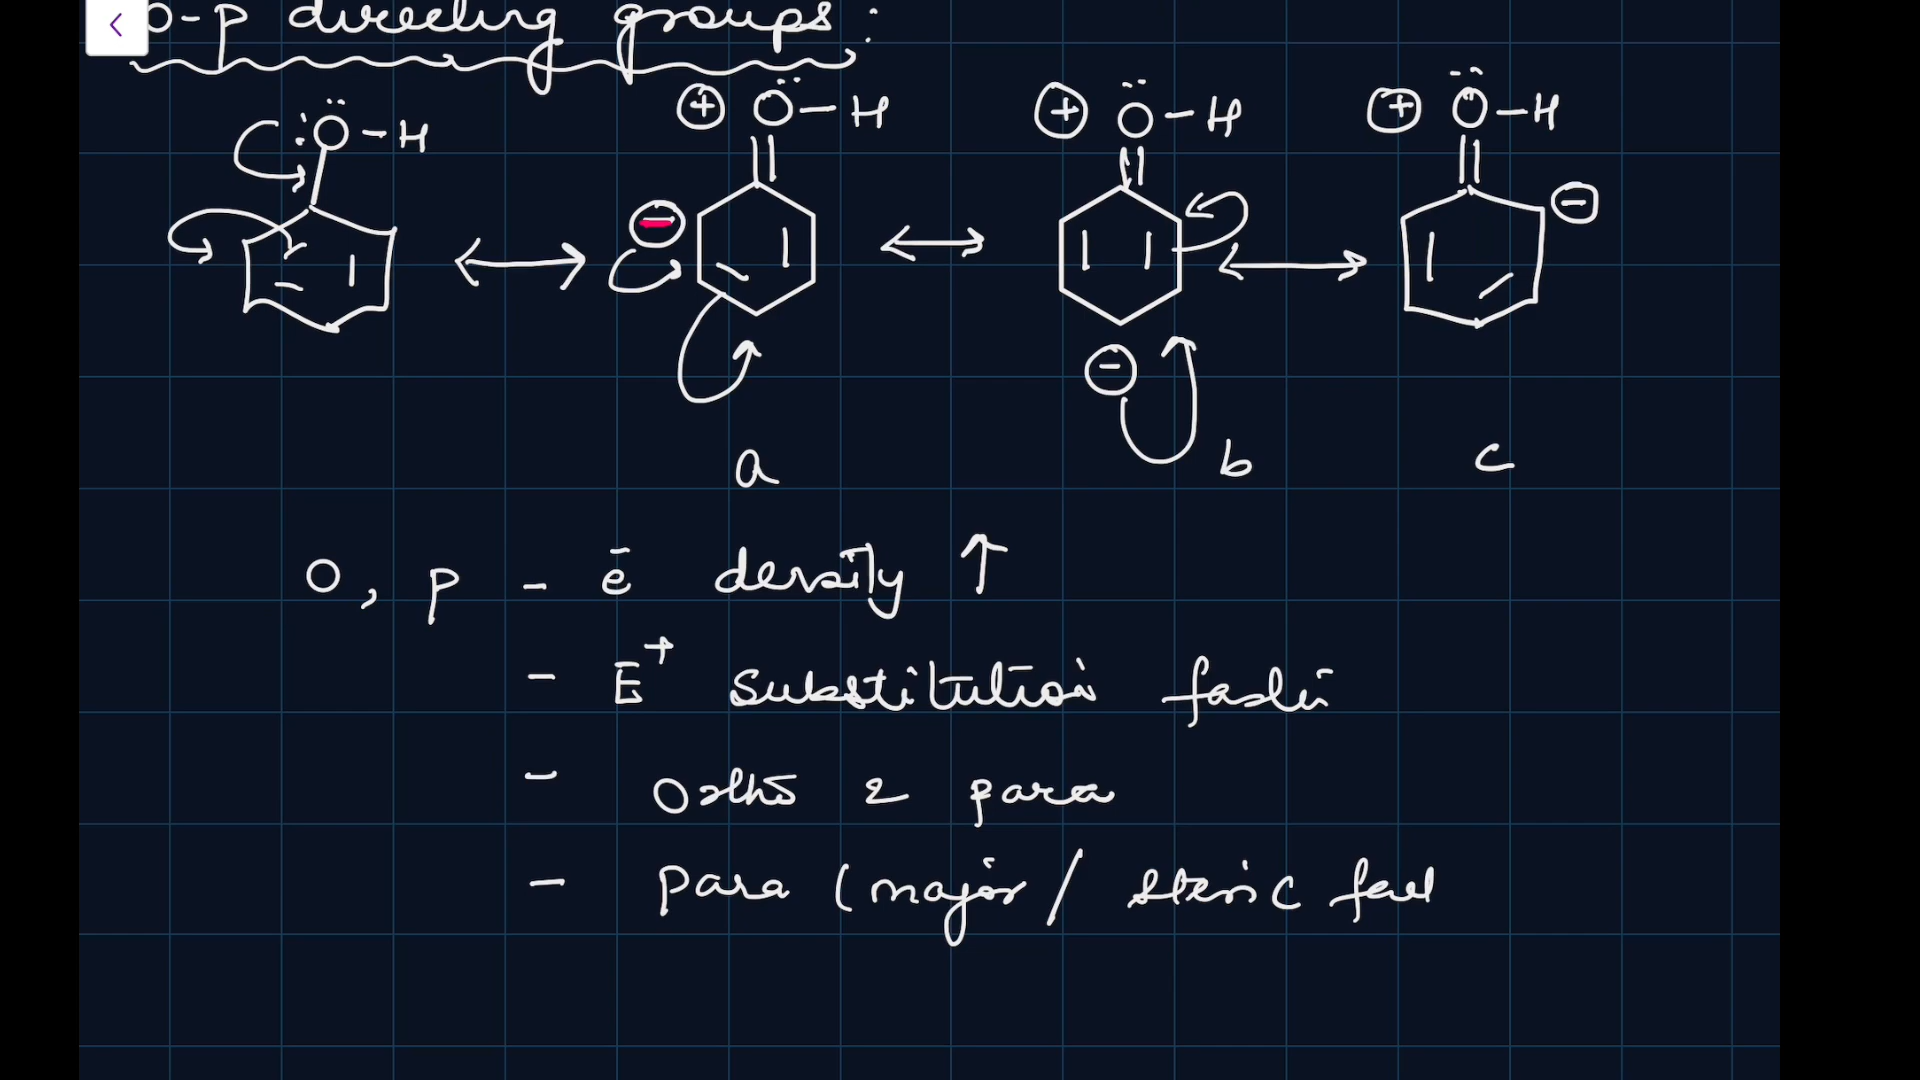 o-p directing groups:
:Ö-H
⊕ Ö-H
⊕ Ö-H
⊕ Ö-H
⊖
⊖
⊖
a
b
c
O, p - ē density ↑
- E⁺ substitution faster
- Ortho & para
- para (major / steric fact